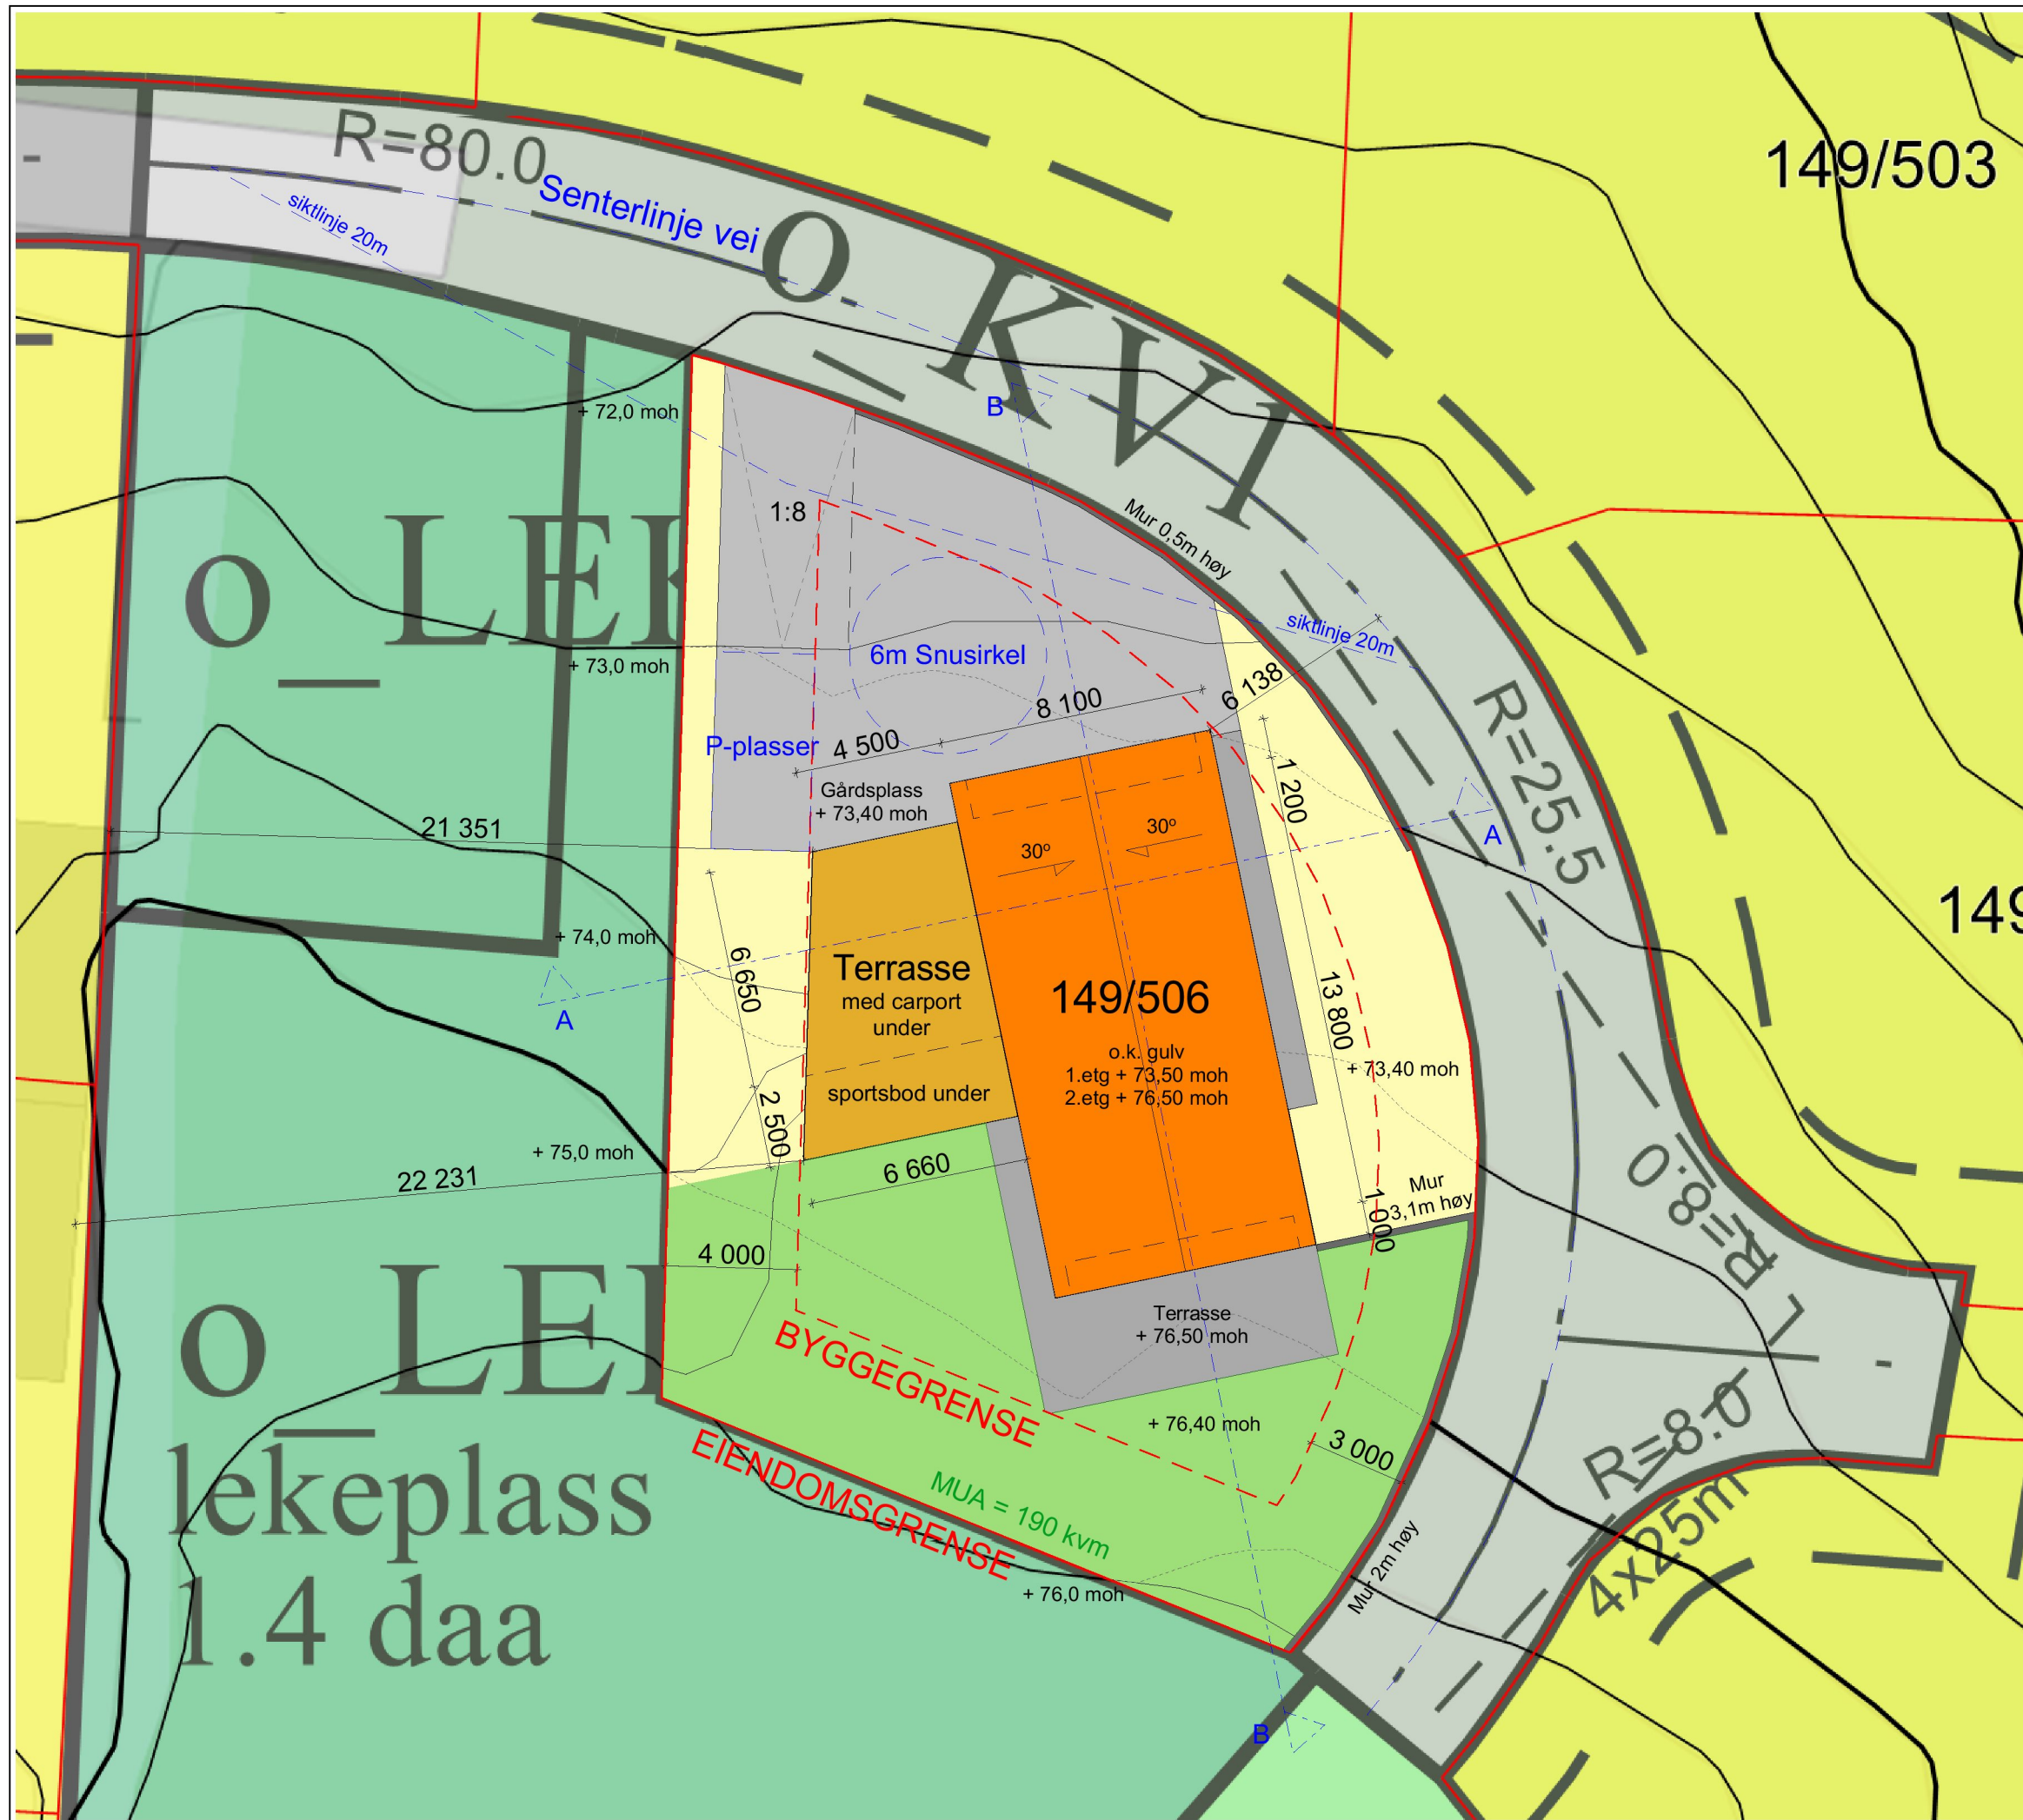 149/503
R=80.0
Senterlinje vei
siktlinje 20m
O.
KVI
B
+ 72,0 moh
1:8
Mur 0,5m høy
o_LEK
+ 73,0 moh
6m Snusirkel
siktlinje 20m
8 100
6 138
P-plasser
4 500
R=25.5
Gårdsplass
+ 73,40 moh
1 200
21 351
30º
30º
A
149
+ 74,0 moh
6 650
Terrasse
med carport
under
149/506
13 800
A
o.k. gulv
1.etg + 73,50 moh
2.etg + 76,50 moh
+ 73,40 moh
sportsbod under
2 500
+ 75,0 moh
22 231
6 660
Mur
3,1m høy
1 000
R=8.0
4 000
Terrasse
+ 76,50 moh
o_LE
BYGGEGRENSE
+ 76,40 moh
3 000
R=8.0
EIENDOMSGRENSE
MUA = 190 kvm
lekeplass
1.4 daa
4x25m
Mur 2m høy
+ 76,0 moh
B